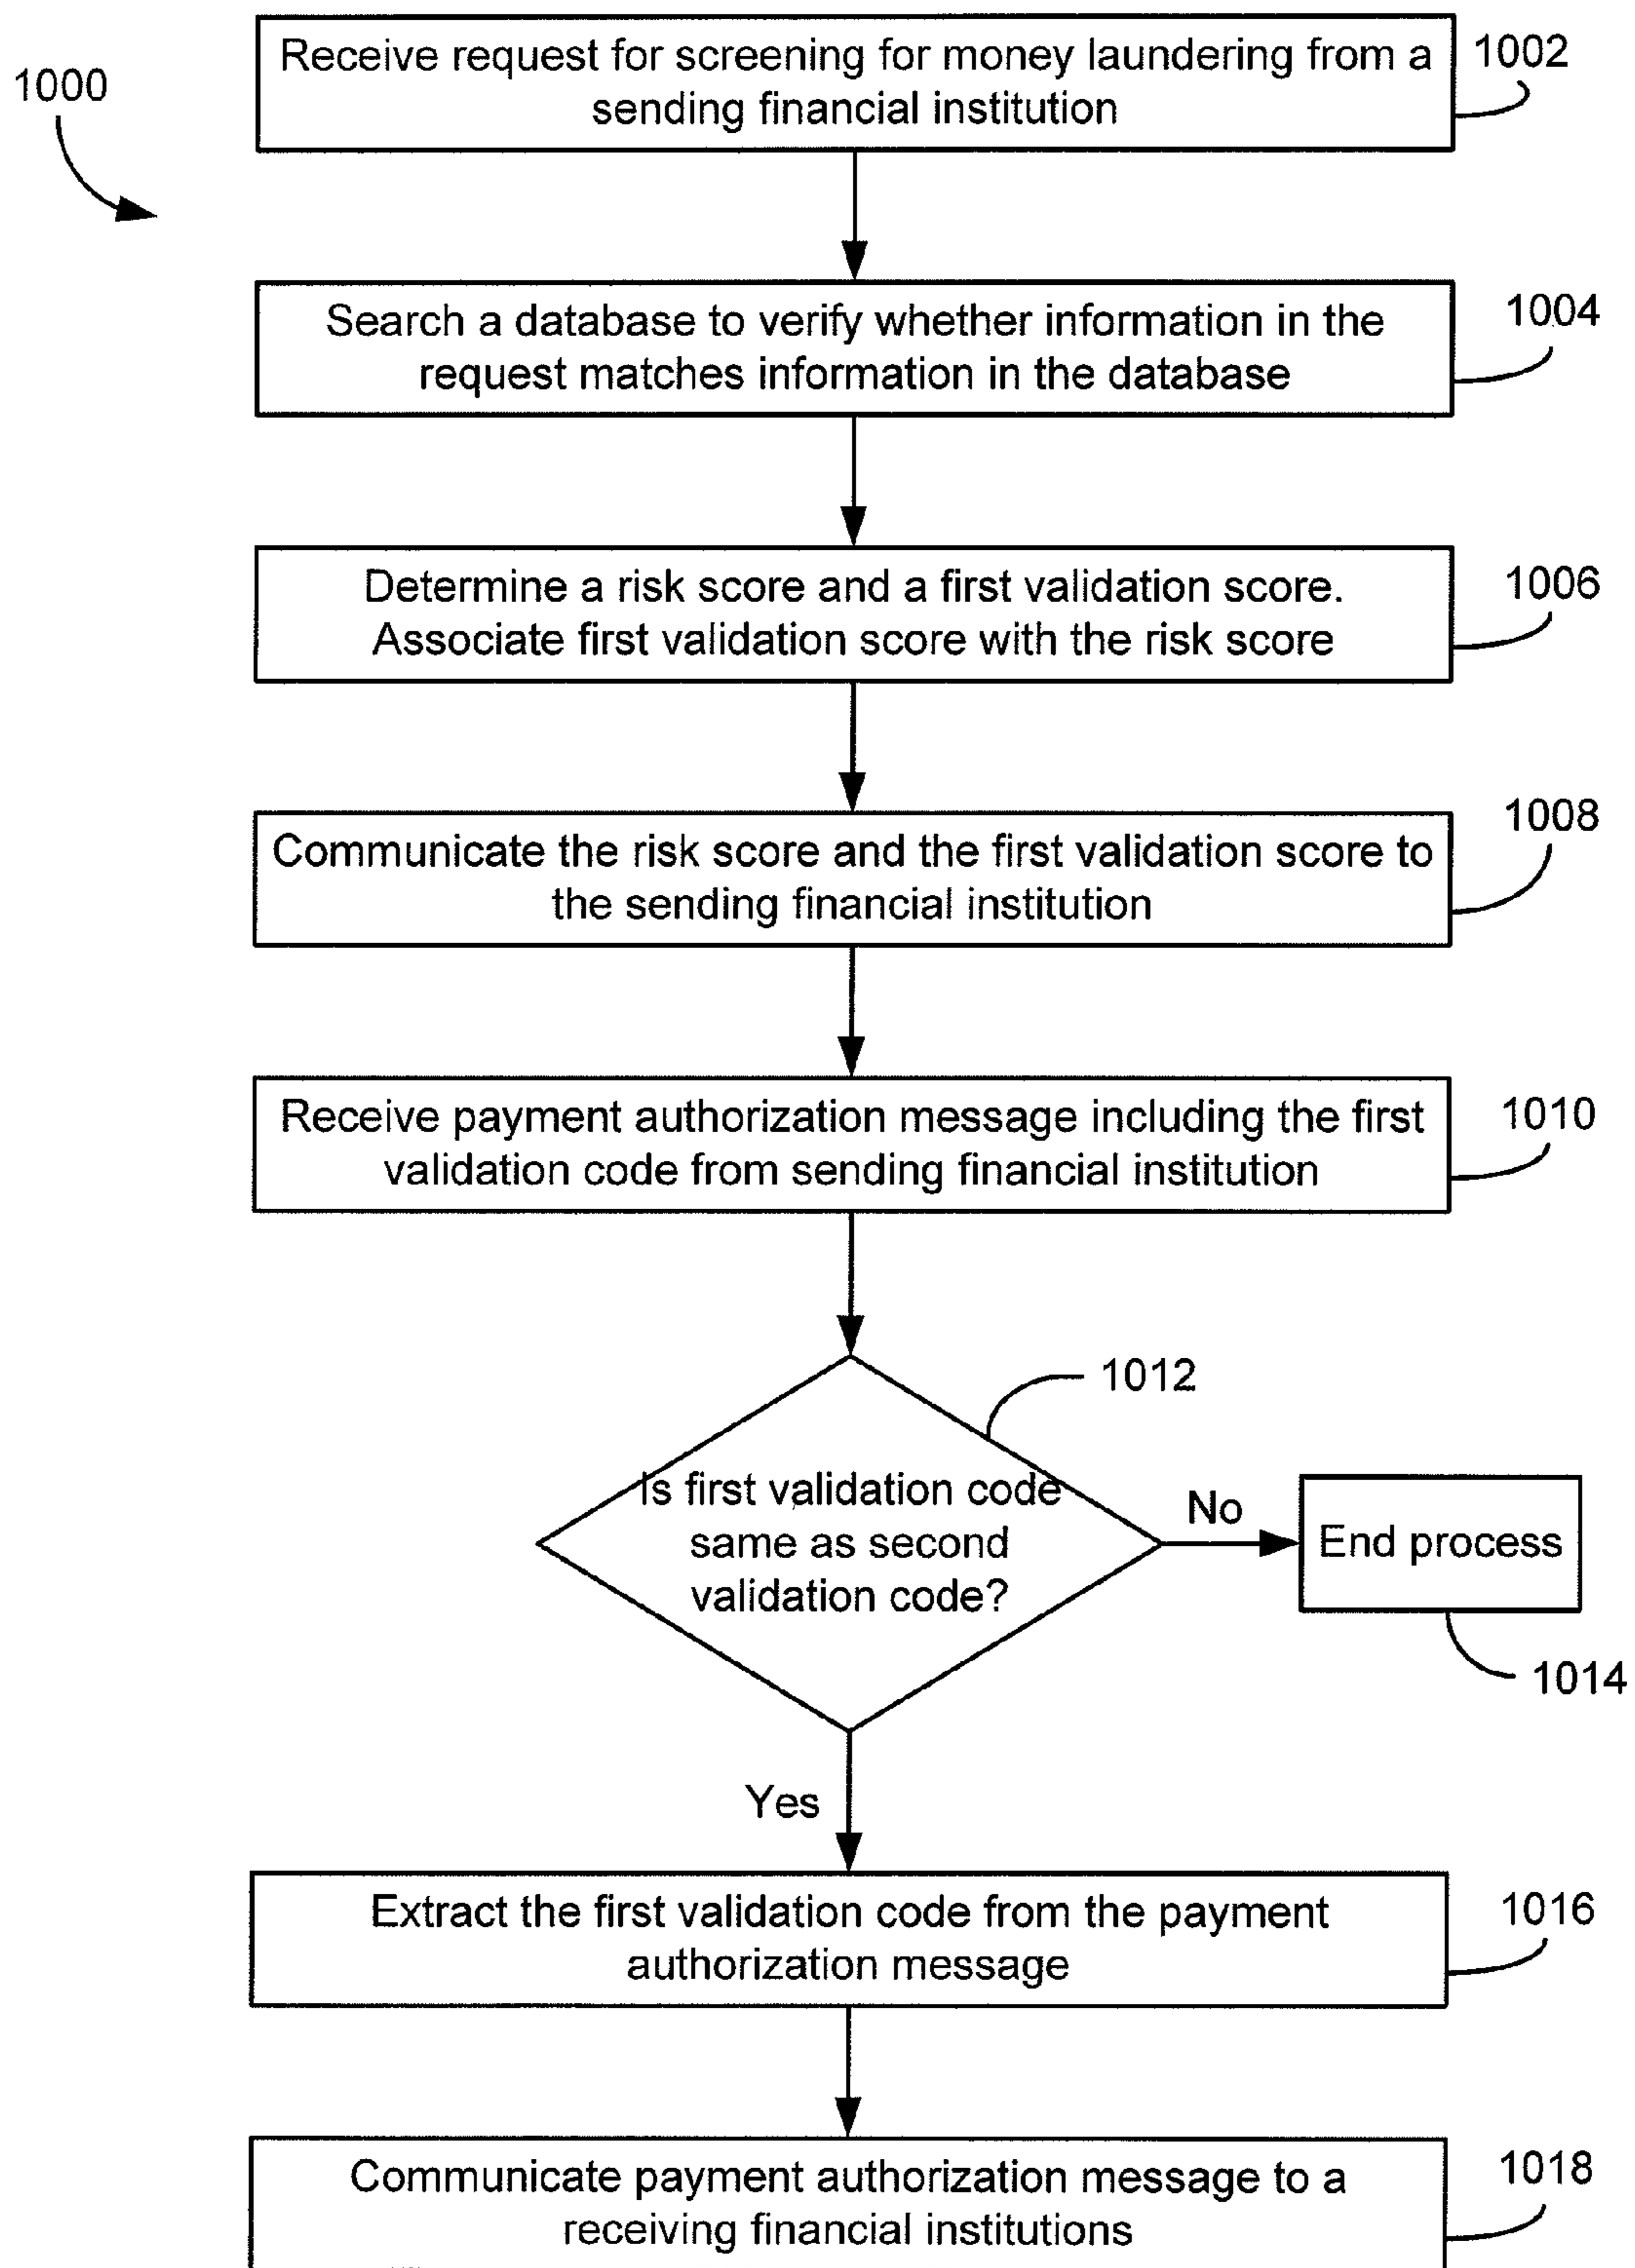 1000
Receive request for screening for money laundering from a
sending financial institution
1002
Search a database to verify whether information in the
request matches information in the database
1004
Determine a risk score and a first validation score.
Associate first validation score with the risk score
1006
Communicate the risk score and the first validation score to
the sending financial institution
1008
Receive payment authorization message including the first
validation code from sending financial institution
1010
1012
Is first validation code
same as second
validation code?
No
End process
1014
Yes
Extract the first validation code from the payment
authorization message
1016
Communicate payment authorization message to a
receiving financial institutions
1018